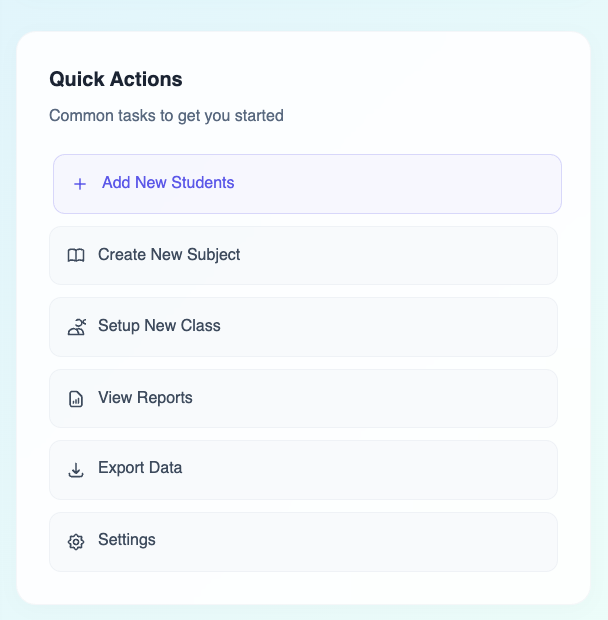 Quick Actions
Common tasks to get you started
Add New Students
Create New Subject
Setup New Class
View Reports
Export Data
Settings